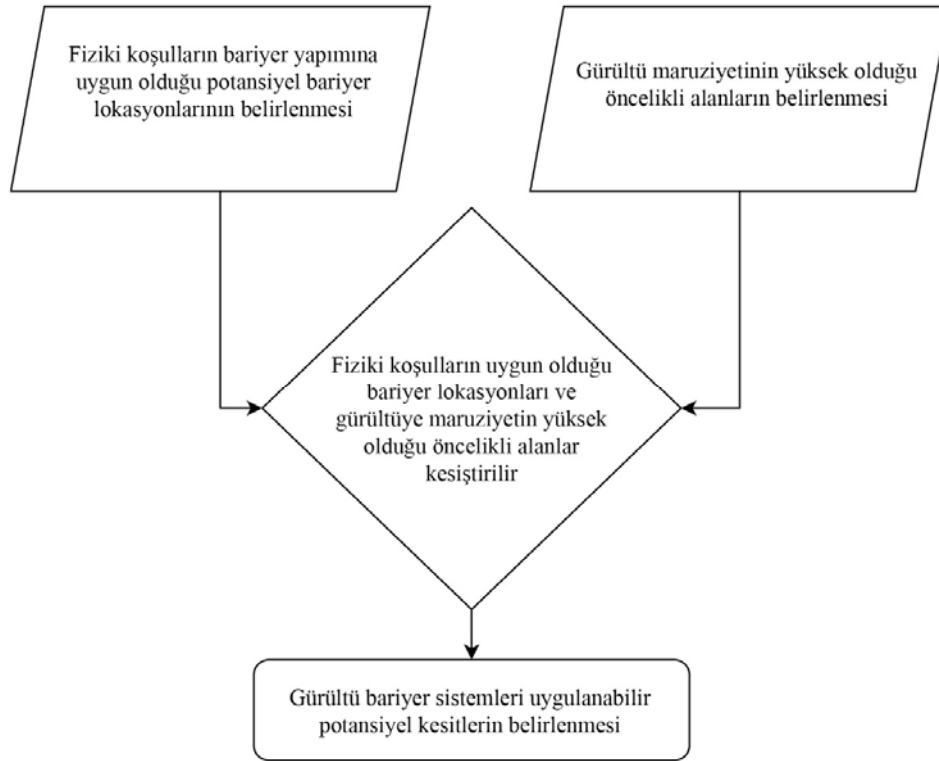 Fiziki koşulların bariyer yapımına
uygun olduğu potansiyel bariyer
lokasyonlarının belirlenmesi
Gürültü maruziyetinin yüksek olduğu
öncelikli alanların belirlenmesi
Fiziki koşulların uygun olduğu
bariyer lokasyonları ve
gürültüye maruziyetin yüksek
olduğu öncelikli alanlar
kesiştirilir
Gürültü bariyer sistemleri uygulanabilir
potansiyel kesitlerin belirlenmesi